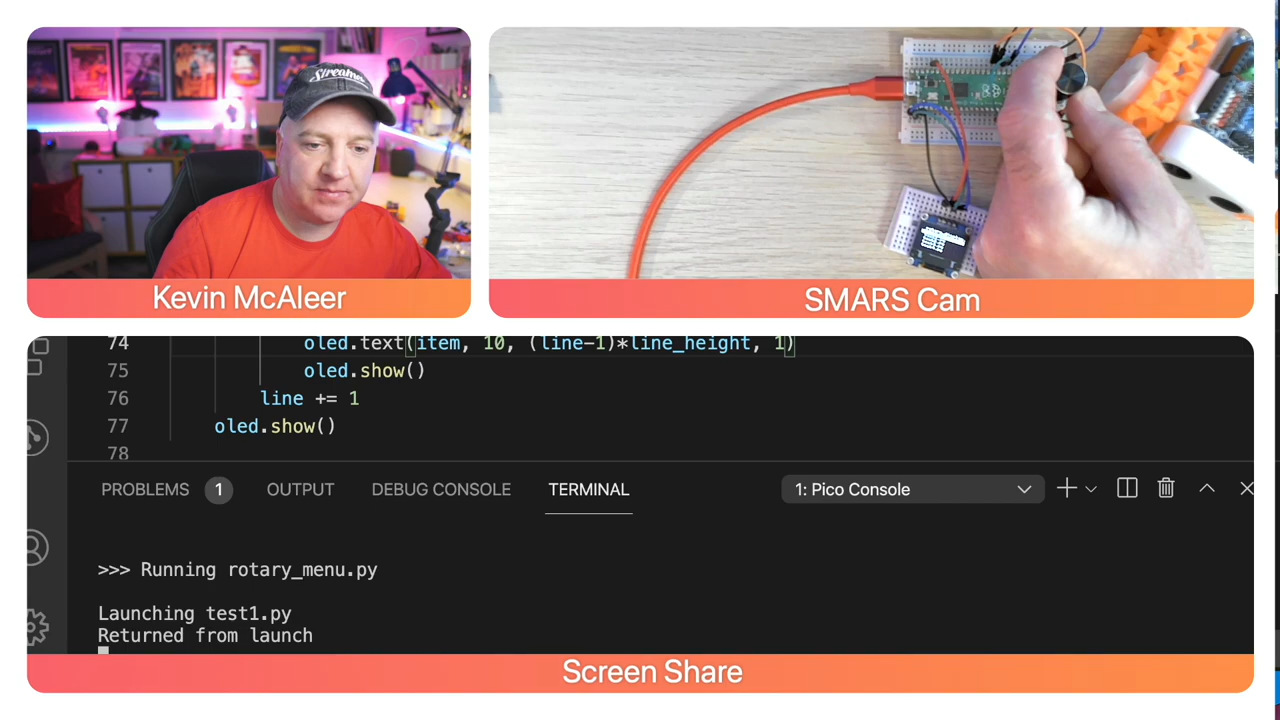 Streamer
Kevin McAleer
SMARS Cam
74 oled.text(item, 10, (line-1)*line_height, 1)
75 oled.show()
76 line += 1
77 oled.show()
78
PROBLEMS 1 OUTPUT DEBUG CONSOLE TERMINAL 1: Pico Console
>>> Running rotary_menu.py
Launching test1.py
Returned from launch
Screen Share